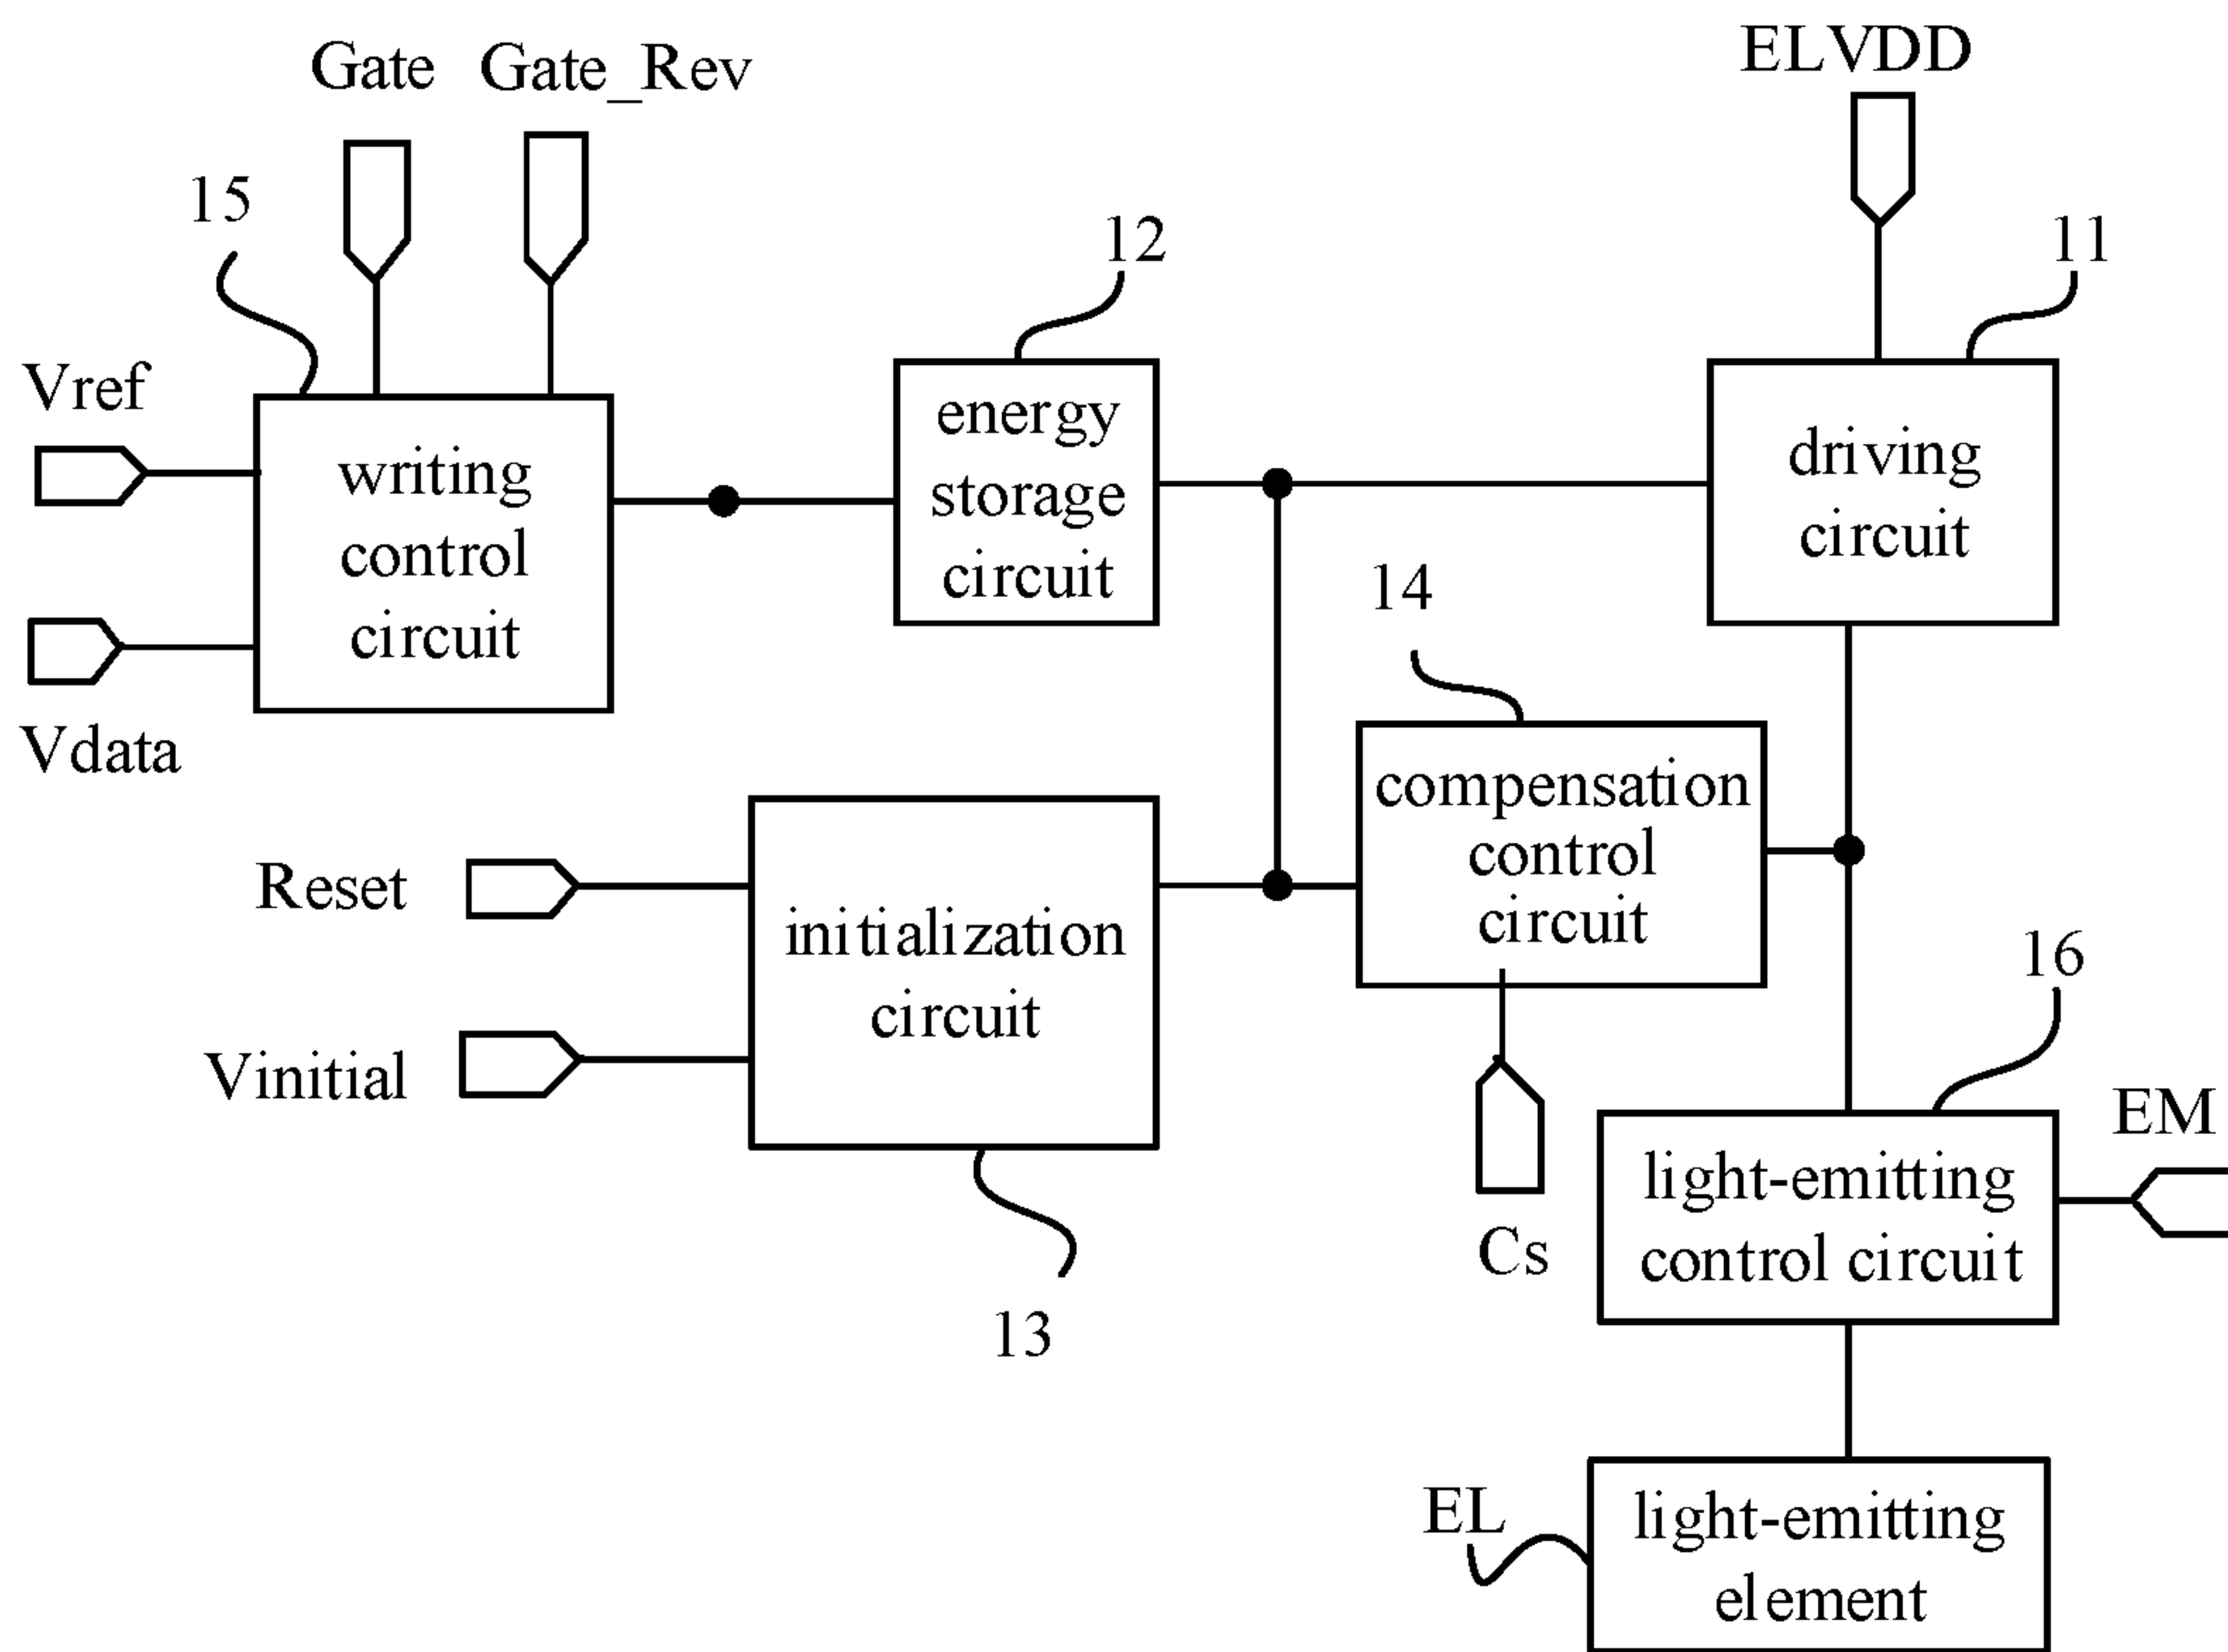 Gate
Gate_Rev
ELVDD
15
12
11
Vref
writing
control
circuit
energy
storage
circuit
driving
circuit
14
Vdata
compensation
control
circuit
Reset
initialization
circuit
16
Vinitial
EM
light-emitting
control circuit
Cs
13
EL
light-emitting
element